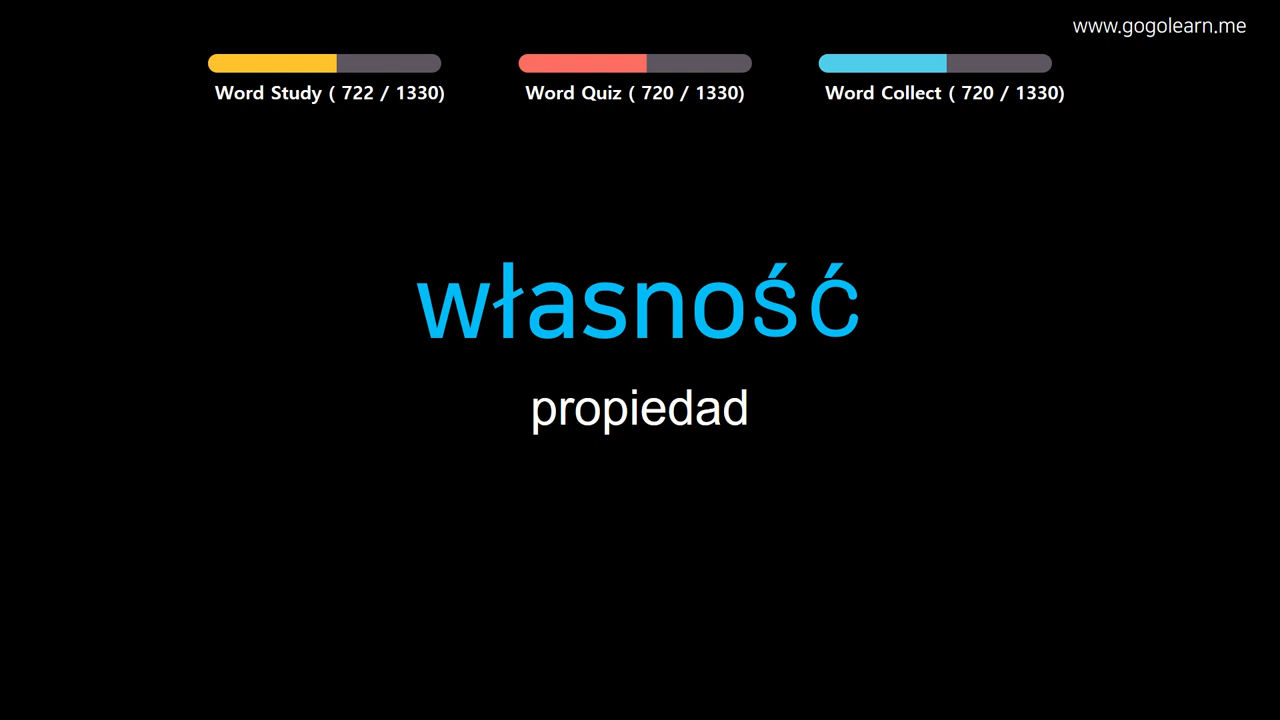 www.gogolearn.me
Word Study ( 722 / 1330)
Word Quiz ( 720 / 1330)
Word Collect ( 720 / 1330)
własność
propiedad